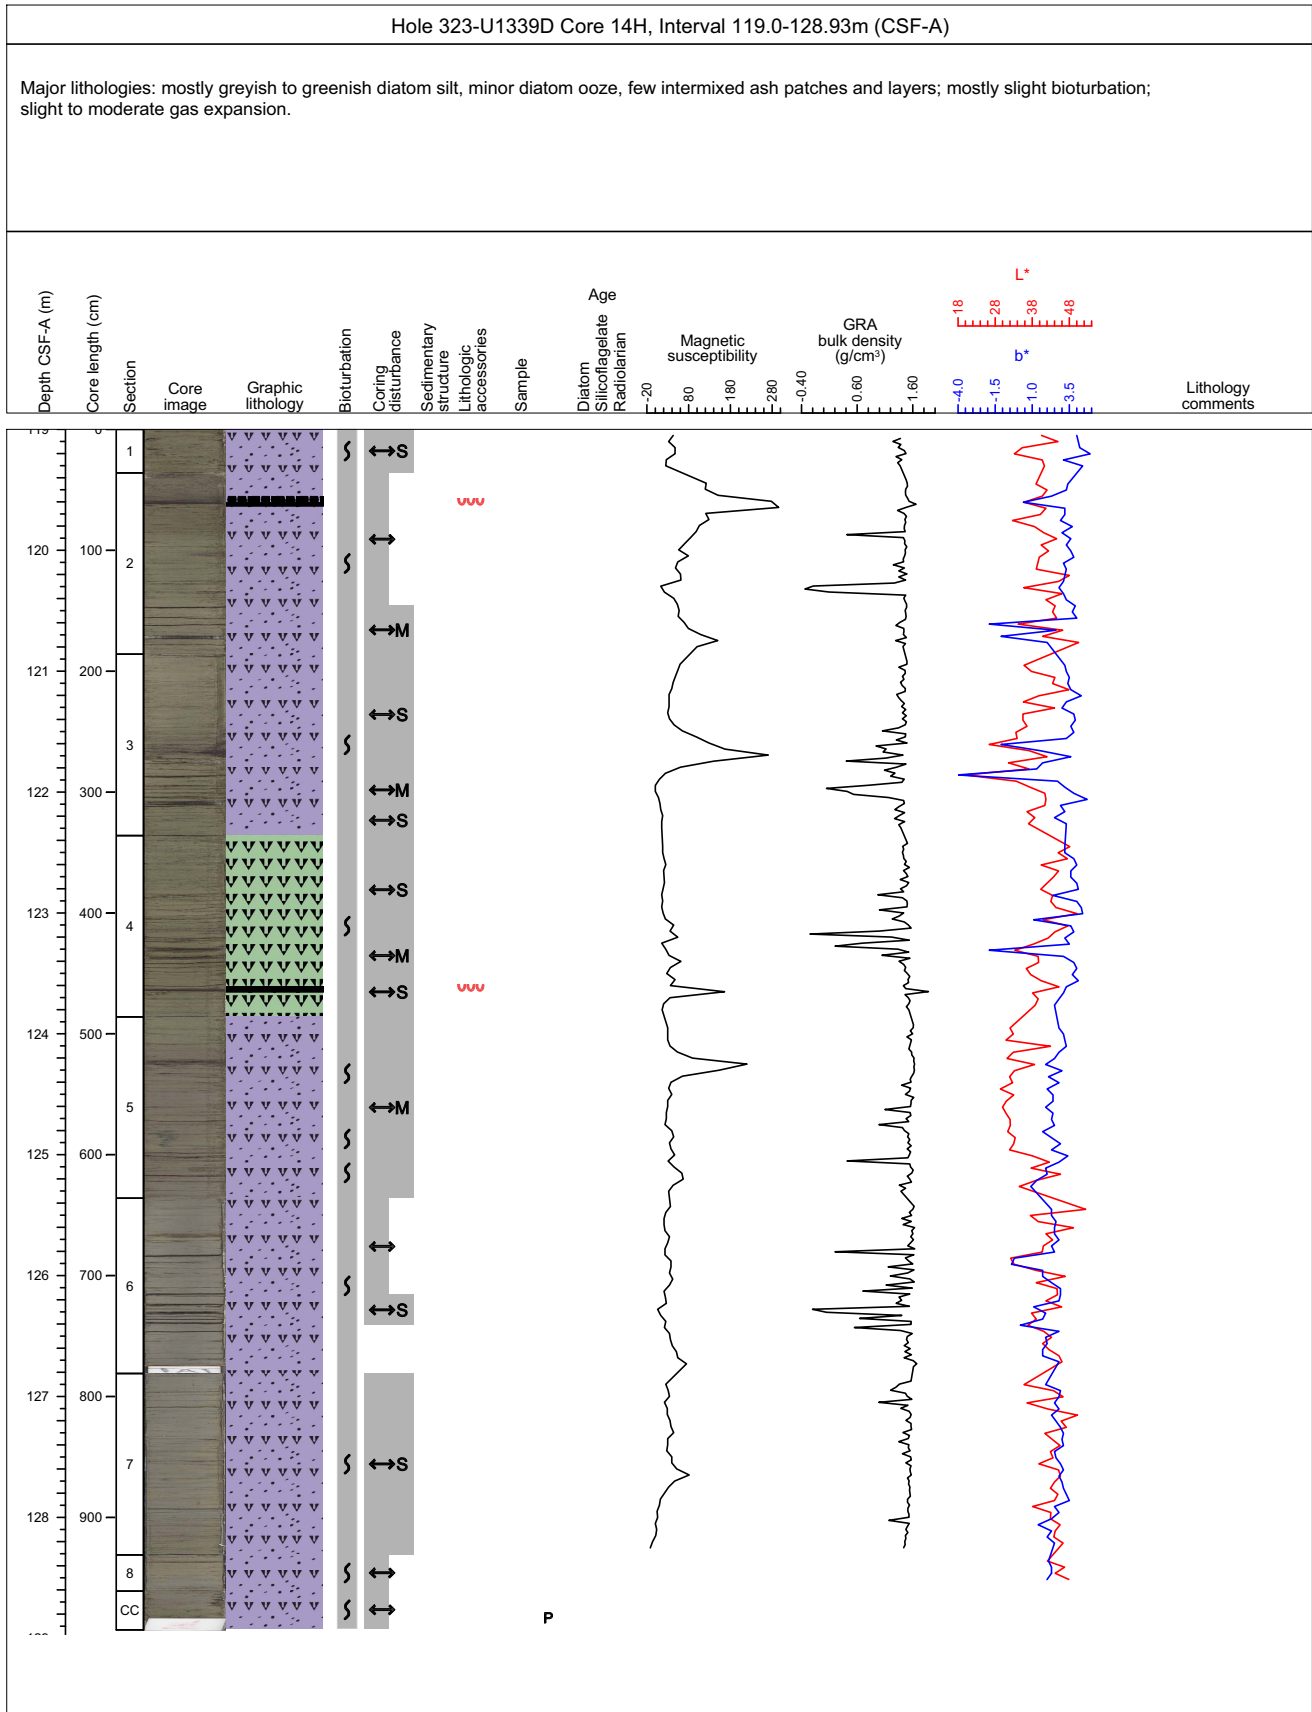 Hole 323-U1339D Core 14H, Interval 119.0-128.93m (CSF-A)
Major lithologies: mostly greyish to greenish diatom silt, minor diatom ooze, few intermixed ash patches and layers; mostly slight bioturbation;
slight to moderate gas expansion.
Depth CSF-A (m)
Core length (cm)
Section
Core
image
Graphic
lithology
Bioturbation
Coring
disturbance
Sedimentary
structure
Lithologic
accessories
Sample
Age
Diatom
Silicoflagelate
Radiolarian
Magnetic
susceptibility
-20
80
180
280
GRA
bulk density
(g/cm³)
-0.40
0.60
1.60
L*
18
28
38
48
b*
-4.0
-1.5
1.0
3.5
Lithology
comments
1
S
120
100
2
M
121
200
S
3
122
300
M
S
S
123
400
4
M
S
124
500
5
M
125
600
126
700
6
S
127
800
7
S
128
900
8
CC
P